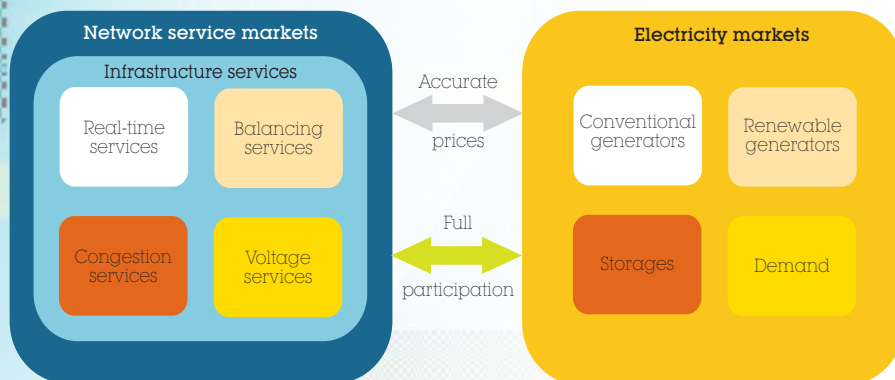 Network service markets
Infrastructure services
Real-time
services
Balancing
services
Congestion
services
Voltage
services
Accurate
prices
Full
participation
Electricity markets
Conventional
generators
Renewable
generators
Storages
Demand